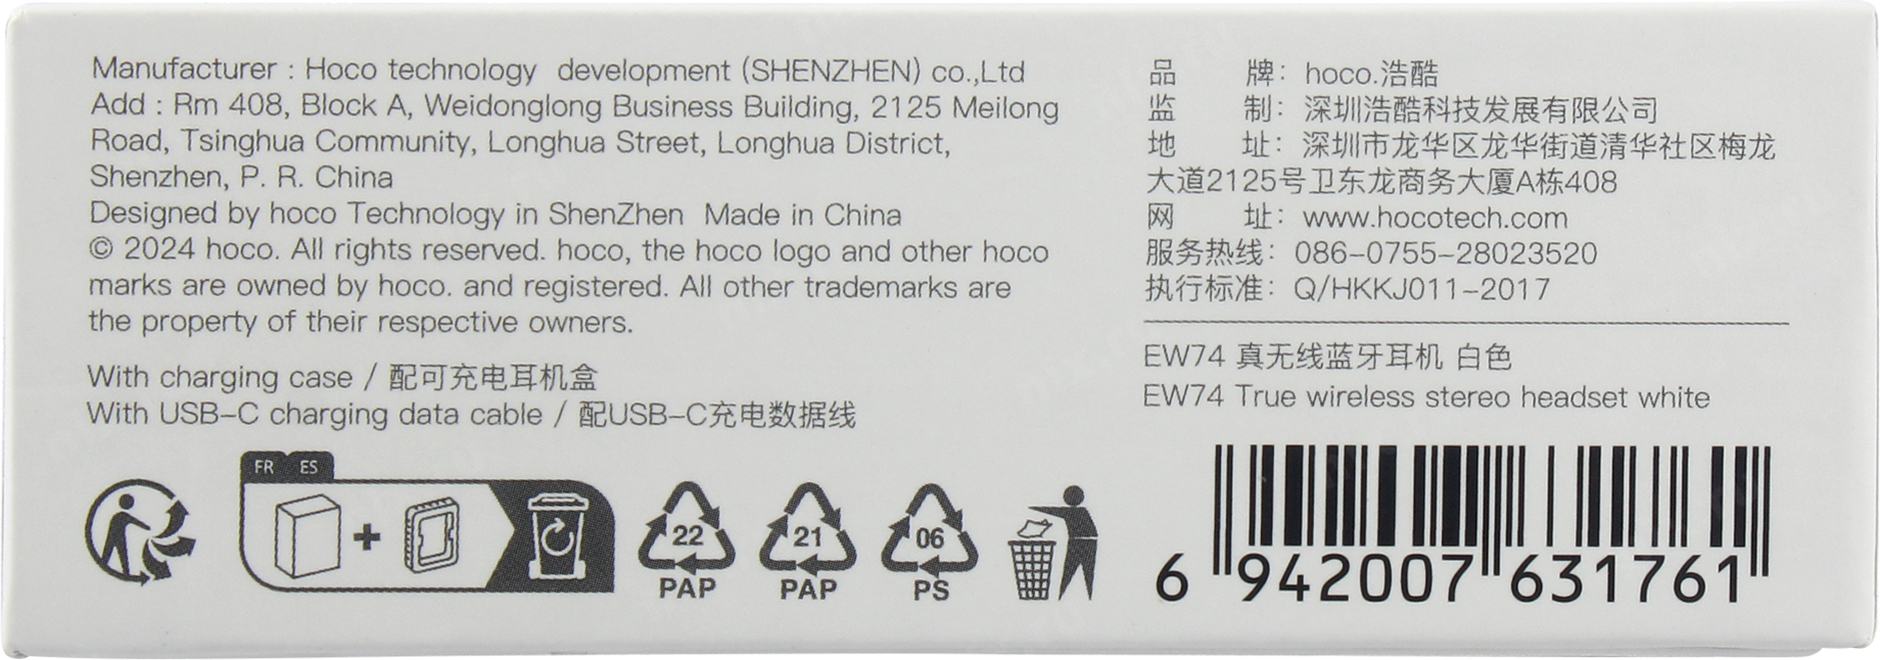 Manufacturer : Hoco technology development (SHENZHEN) co.,Ltd
Add : Rm 408, Block A, Weidonglong Business Building, 2125 Meilong
Road, Tsinghua Community, Longhua Street, Longhua District,
Shenzhen, P. R. China
Designed by hoco Technology in ShenZhen Made in China
© 2024 hoco. All rights reserved. hoco, the hoco logo and other hoco
marks are owned by hoco. and registered. All other trademarks are
the property of their respective owners.
With charging case / 配可充电耳机盒
With USB-C charging data cable / 配USB-C充电数据线
FR ES
22
PAP
21
PAP
06
PS
品 牌：hoco.浩酷
监 制：深圳浩酷科技发展有限公司
地 址：深圳市龙华区龙华街道清华社区梅龙
大道2125号卫东龙商务大厦A栋408
网 址：www.hocotech.com
服务热线：086-0755-28023520
执行标准：Q/HKKJ011-2017
EW74 真无线蓝牙耳机 白色
EW74 True wireless stereo headset white
6 942007 631761